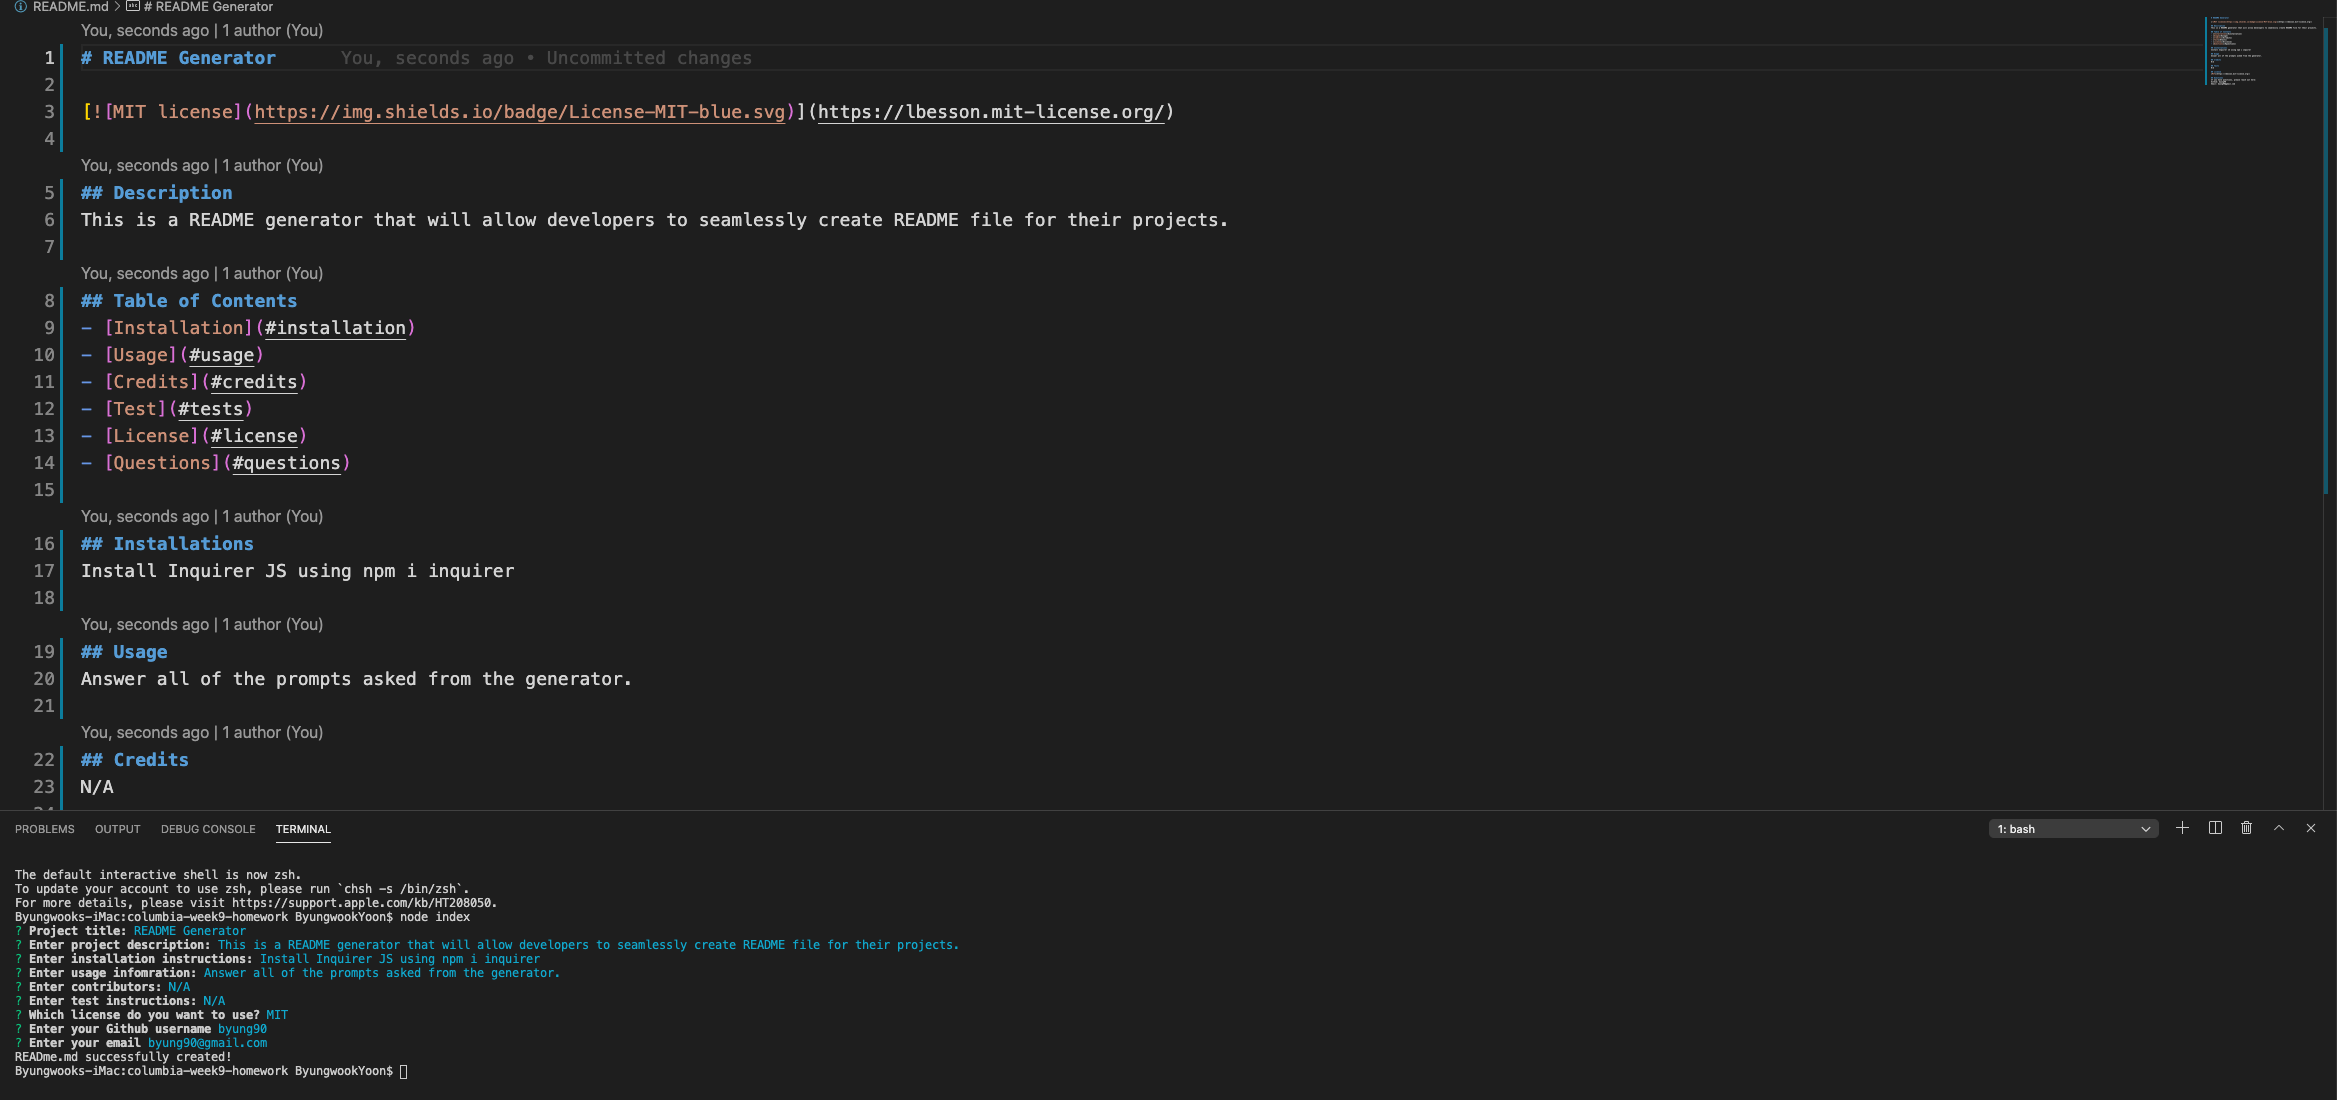 README.md > # README Generator
You, seconds ago | 1 author (You)
1 # README Generator You, seconds ago • Uncommitted changes
2
3 [![MIT license](https://img.shields.io/badge/License-MIT-blue.svg)](https://lbesson.mit-license.org/)
4
You, seconds ago | 1 author (You)
5 ## Description
6 This is a README generator that will allow developers to seamlessly create README file for their projects.
7
You, seconds ago | 1 author (You)
8 ## Table of Contents
9 - [Installation](#installation)
10 - [Usage](#usage)
11 - [Credits](#credits)
12 - [Test](#tests)
13 - [License](#license)
14 - [Questions](#questions)
15
You, seconds ago | 1 author (You)
16 ## Installations
17 Install Inquirer JS using npm i inquirer
18
You, seconds ago | 1 author (You)
19 ## Usage
20 Answer all of the prompts asked from the generator.
21
You, seconds ago | 1 author (You)
22 ## Credits
23 N/A
24
PROBLEMS OUTPUT DEBUG CONSOLE TERMINAL 1: bash
The default interactive shell is now zsh.
To update your account to use zsh, please run `chsh -s /bin/zsh`.
For more details, please visit https://support.apple.com/kb/HT208050.
Byungwooks-iMac:columbia-week9-homework ByungwookYoon$ node index
? Project title: README Generator
? Enter project description: This is a README generator that will allow developers to seamlessly create README file for their projects.
? Enter installation instructions: Install Inquirer JS using npm i inquirer
? Enter usage infomration: Answer all of the prompts asked from the generator.
? Enter contributors: N/A
? Enter test instructions: N/A
? Which license do you want to use? MIT
? Enter your Github username byung90
? Enter your email byung90@gmail.com
READme.md successfully created!
Byungwooks-iMac:columbia-week9-homework ByungwookYoon$